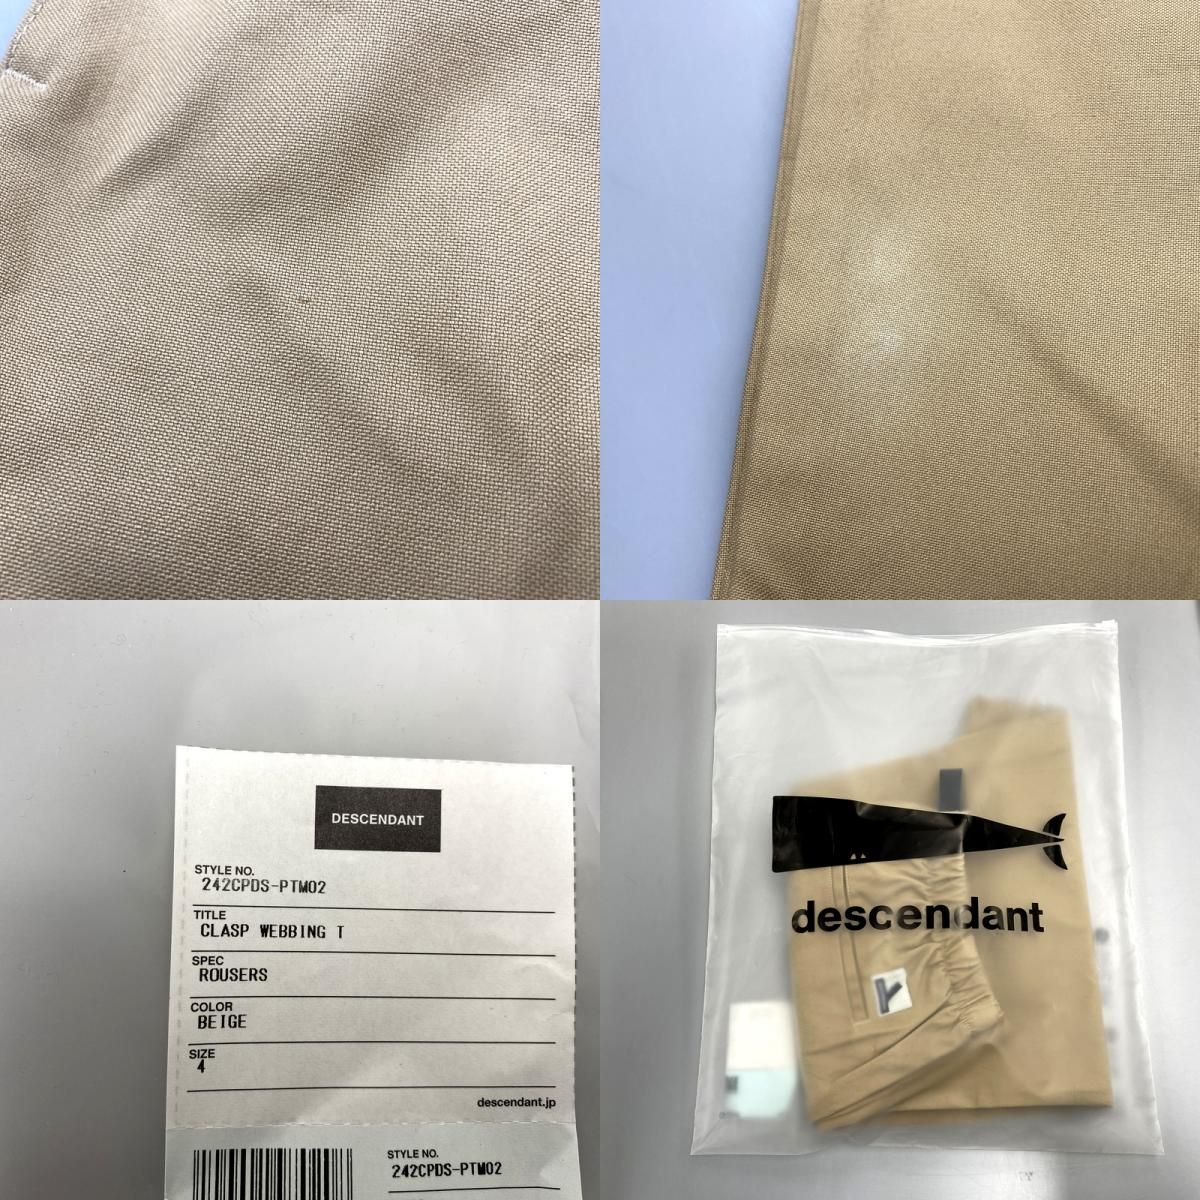 DESCENDANT
STYLE NO.
242CPDS-PTM02
TITLE
CLASP WEBBING T
SPEC
ROUSERS
COLOR
BEIGE
SIZE
4
descendant.jp
STYLE NO.
242CPDS-PTM02
descendant